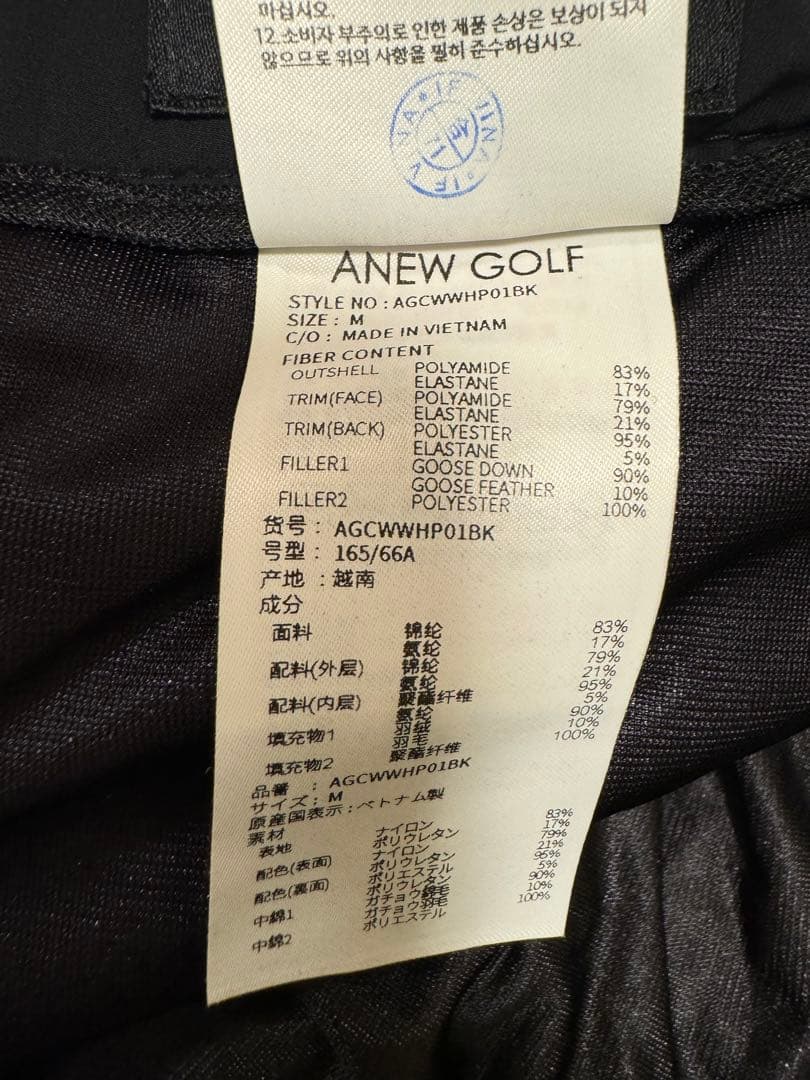 마십시오.
12.소비자 부주의로 인한 제품 손상은 보상이 되지
않으므로 위의 사항을 필히 준수하십시오.
ANEW GOLF
STYLE NO : AGCWWHP01BK
SIZE : M
C/O : MADE IN VIETNAM
FIBER CONTENT
OUTSHELL POLYAMIDE 83%
ELASTANE 17%
TRIM(FACE) POLYAMIDE 79%
ELASTANE 21%
TRIM(BACK) POLYESTER 95%
ELASTANE 5%
FILLER1 GOOSE DOWN 90%
GOOSE FEATHER 10%
FILLER2 POLYESTER 100%
货号 : AGCWWHP01BK
号型 : 165/66A
产地 : 越南
成分
面料 锦纶 83%
氨纶 17%
配料(外层) 锦纶 79%
氨纶 21%
配料(内层) 聚酯纤维 95%
氨纶 5%
填充物1 羽绒 90%
羽毛 10%
填充物2 聚酯纤维 100%
品番 : AGCWWHP01BK
サイズ : M
原産国表示 : ベトナム製
素材
表地 ナイロン 83%
ポリウレタン 17%
配色(表面) ナイロン 79%
ポリウレタン 21%
配色(裏面) ポリエステル 95%
ポリウレタン 5%
中綿1 ガチョウ綿毛 90%
ガチョウ羽毛 10%
中綿2 ポリエステル 100%